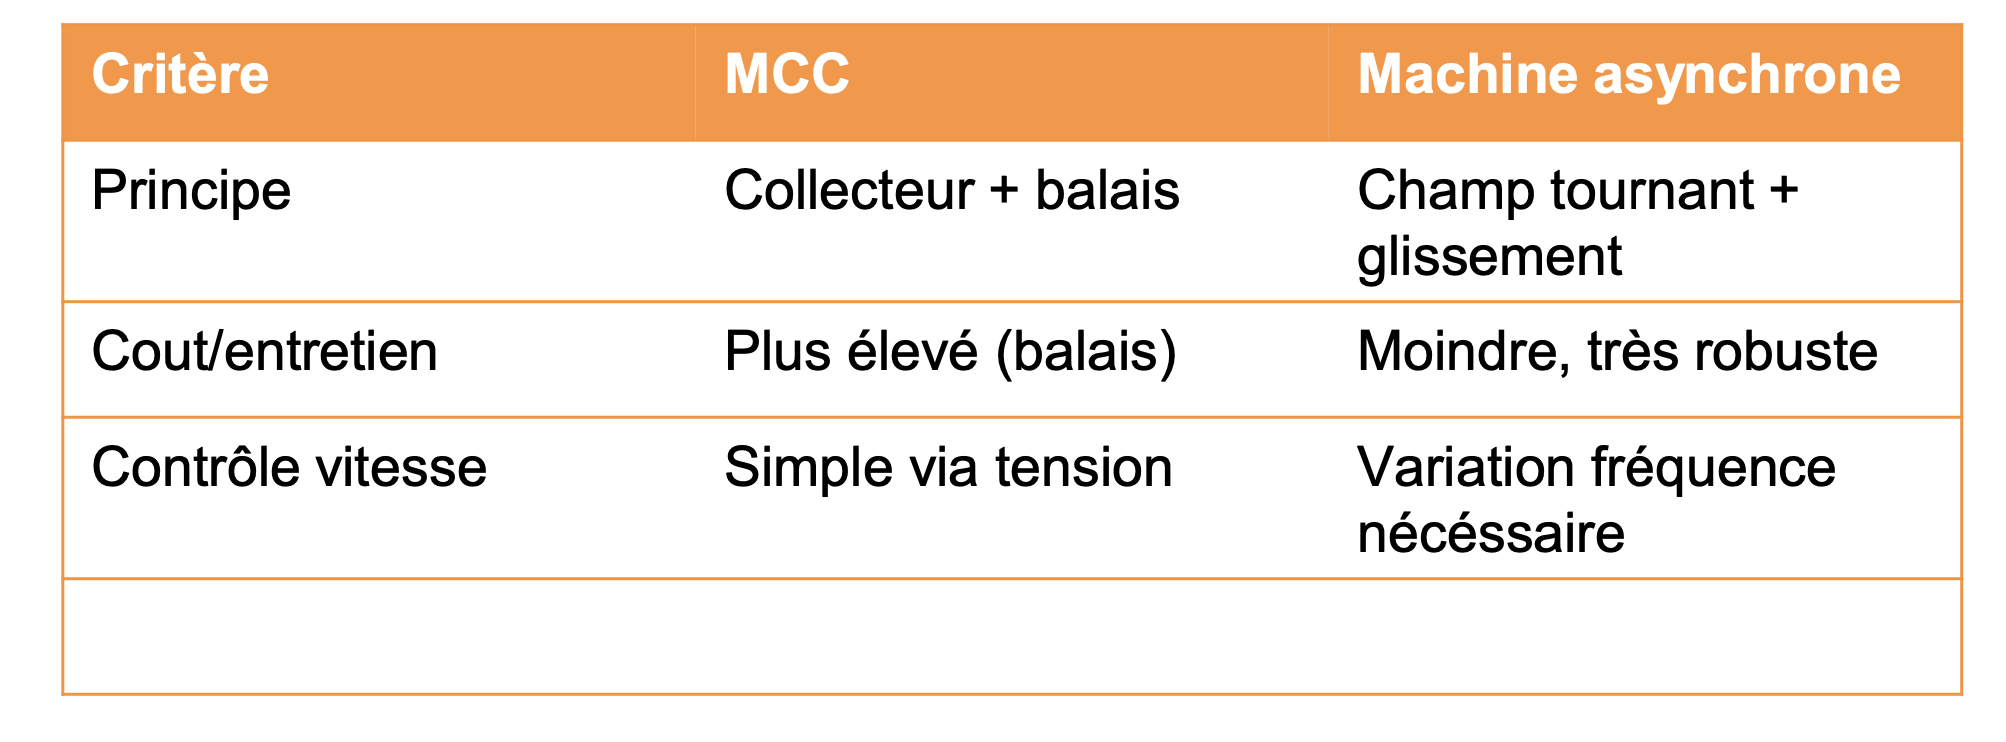 Critère
MCC
Machine asynchrone
Principe
Collecteur + balais
Champ tournant +
glissement
Cout/entretien
Plus élevé (balais)
Moindre, très robuste
Contrôle vitesse
Simple via tension
Variation fréquence
nécéssaire